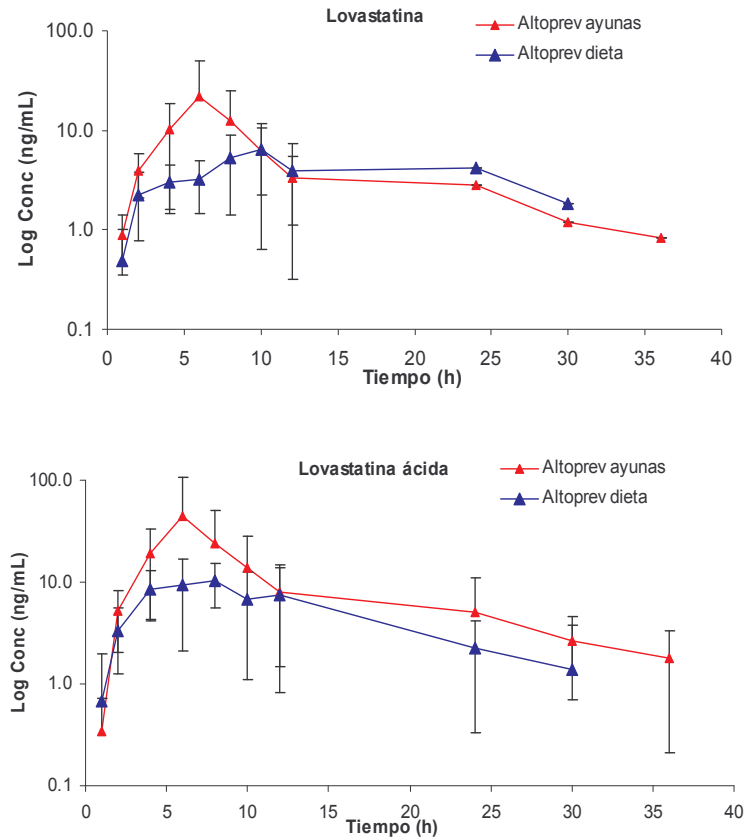 Lovastatina
Altoprev ayunas
Altoprev dieta
Log Conc (ng/mL)
100.0
10.0
1.0
0.1
0 5 10 15 20 25 30 35 40
Tiempo (h)
Lovastatina ácida
Altoprev ayunas
Altoprev dieta
Log Conc (ng/mL)
100.0
10.0
1.0
0.1
0 5 10 15 20 25 30 35 40
Tiempo (h)